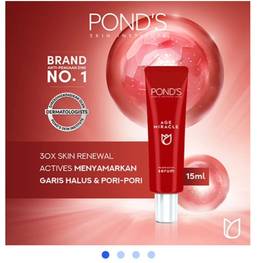 POND'S
SKIN INSTITUTE
BRAND
ANTI-PENUAAN DINI
NO. 1
DERMATOLOGISTS
30X SKIN RENEWAL
ACTIVES MENYAMARKAN
GARIS HALUS & PORI-PORI
POND'S
AGE
MIRACLE
serum
15ml